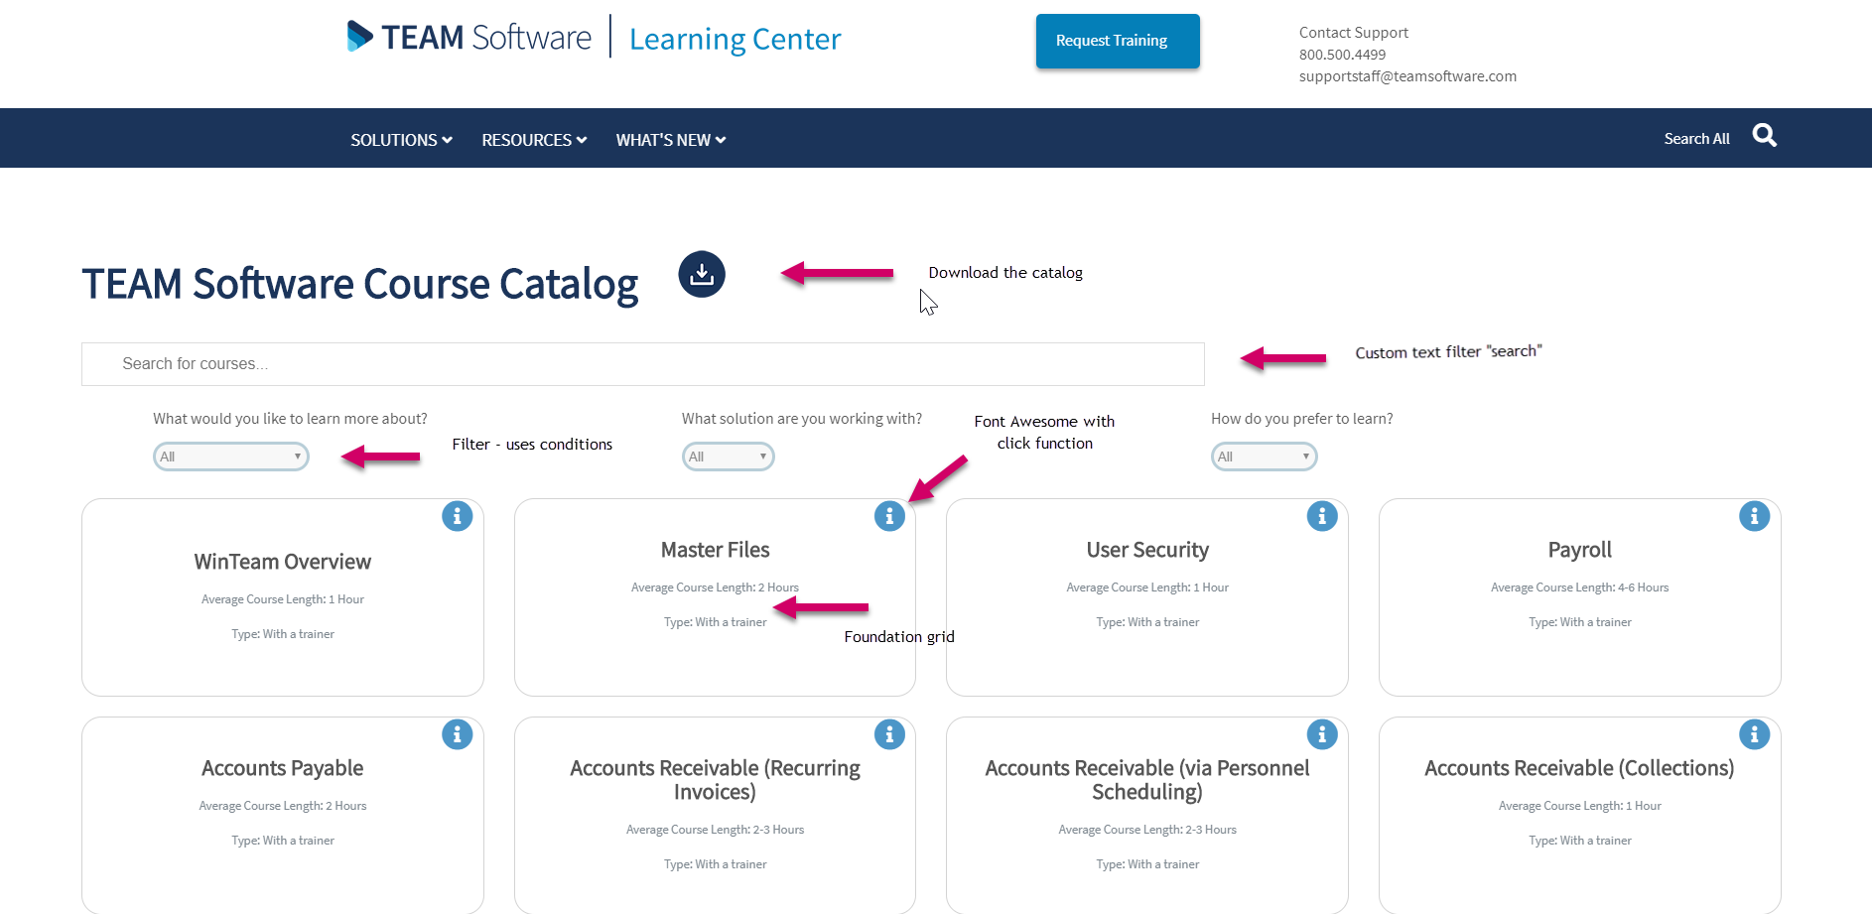 TEAM Software | Learning Center
Request Training
Contact Support
800.500.4499
supportstaff@teamsoftware.com
SOLUTIONS
RESOURCES
WHAT'S NEW
Search All
TEAM Software Course Catalog
Download the catalog
Search for courses...
Custom text filter "search"
What would you like to learn more about?
What solution are you working with?
Font Awesome with
click function
How do you prefer to learn?
All
Filter - uses conditions
All
All
WinTeam Overview
Average Course Length: 1 Hour
Type: With a trainer
Master Files
Average Course Length: 2 Hours
Type: With a trainer
Foundation grid
User Security
Average Course Length: 1 Hour
Type: With a trainer
Payroll
Average Course Length: 4-6 Hours
Type: With a trainer
Accounts Payable
Average Course Length: 2 Hours
Type: With a trainer
Accounts Receivable (Recurring
Invoices)
Average Course Length: 2-3 Hours
Type: With a trainer
Accounts Receivable (via Personnel
Scheduling)
Average Course Length: 2-3 Hours
Type: With a trainer
Accounts Receivable (Collections)
Average Course Length: 1 Hour
Type: With a trainer